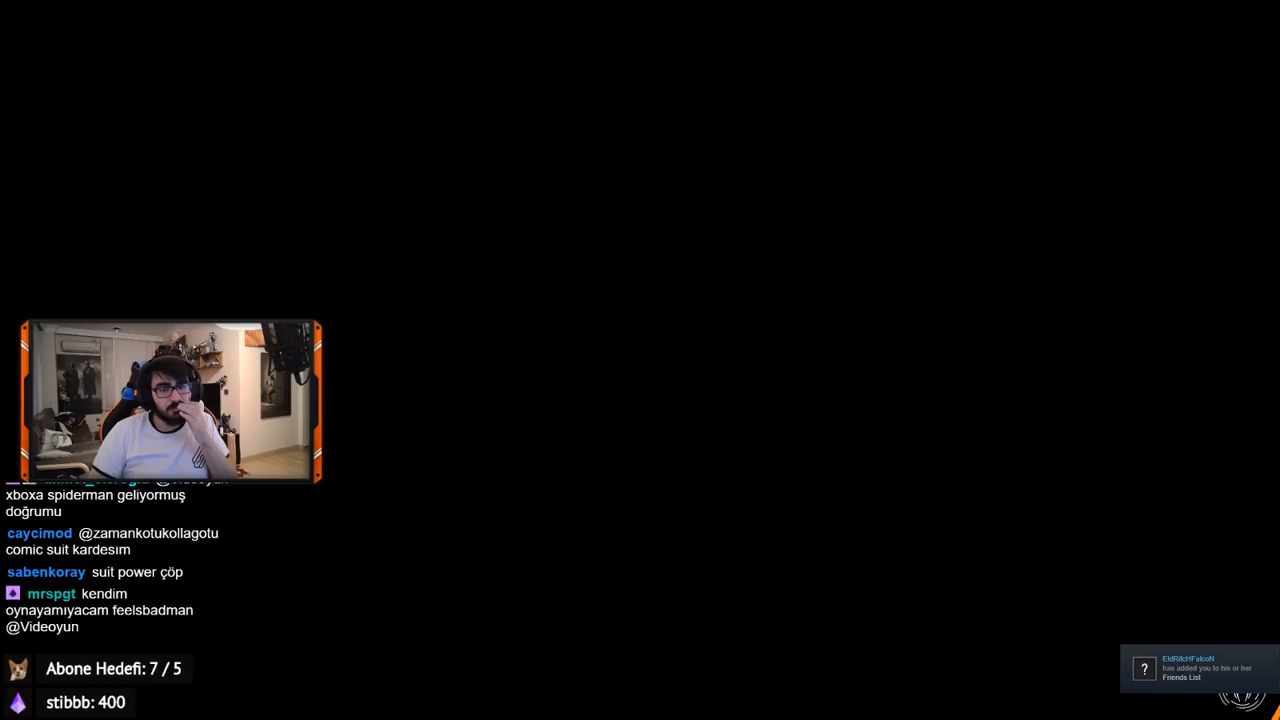 xboxa spiderman geliyormuş
doğrumu
caycimod @zamankotukollagotu
comic suit kardesım
sabenkoray suit power çöp
mrspgt kendim
oynayamıyacam feelsbadman
@Videoyun
Abone Hedefi: 7 / 5
stibbb: 400
EldRitcHFalcoN
has added you to his or her
Friends List